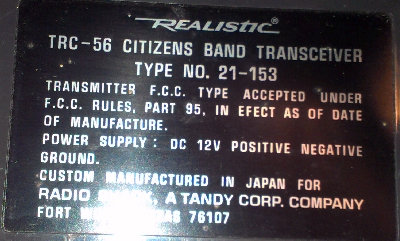 REALISTIC®
TRC-56 CITIZENS BAND TRANSCEIVER
TYPE NO. 21-153
TRANSMITTER F.C.C. TYPE ACCEPTED UNDER
F.C.C. RULES, PART 95, IN EFECT AS OF DATE
OF MANUFACTURE.
POWER SUPPLY: DC 12V POSITIVE NEGATIVE
GROUND.
CUSTOM MANUFACTURED IN JAPAN FOR
RADIO A TANDY CORP. COMPANY
FORT 76107